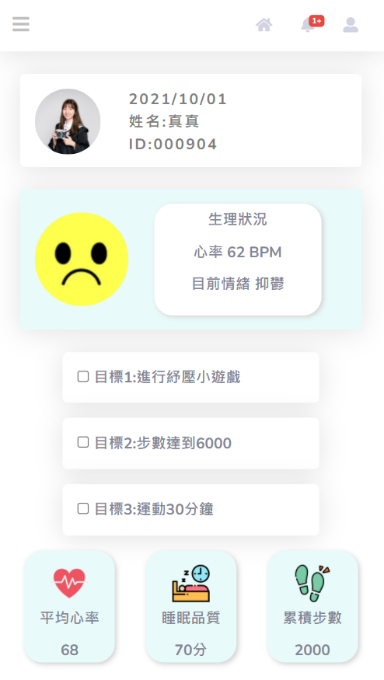 1+
2021/10/01
姓名:真真
ID:000904
生理狀況
心率 62 BPM
目前情緒 抑鬱
目標1:進行紓壓小遊戲
目標2:步數達到6000
目標3:運動30分鐘
平均心率
68
睡眠品質
70分
累積步數
2000